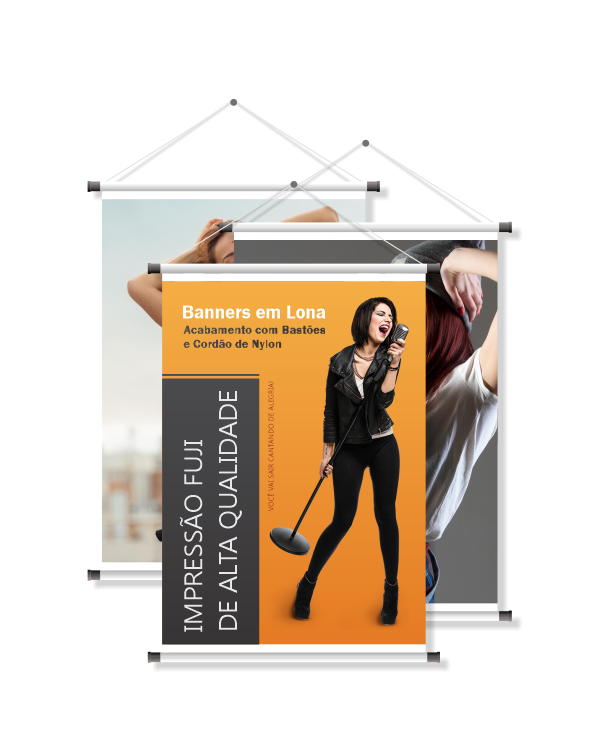 Banners em Lona
Acabamento com Bastões
e Cordão de Nylon
IMPRESSÃO FUJI
DE ALTA QUALIDADE
VOCÊ VAI SAIR CANTANDO DE ALEGRIA!